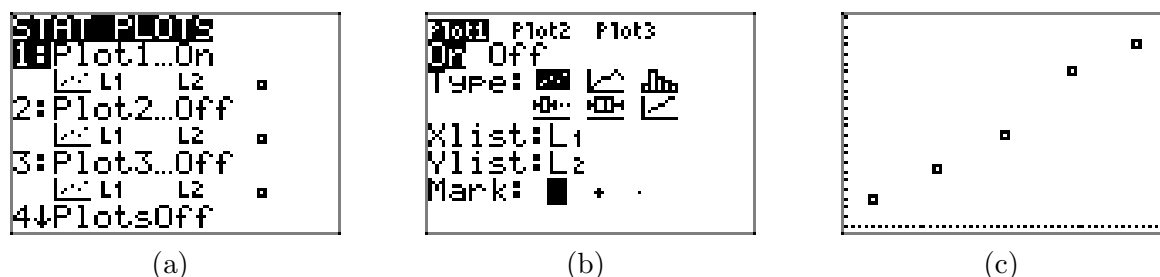 STAT PLOTS
1:Plot1...On
L1 L2
2:Plot2...Off
L1 L2
3:Plot3...Off
L1 L2
4↓PlotsOff
(a)
Plot1 Plot2 Plot3
On Off
Type:
Xlist:L1
Ylist:L2
Mark: + ·
(b)
(c)